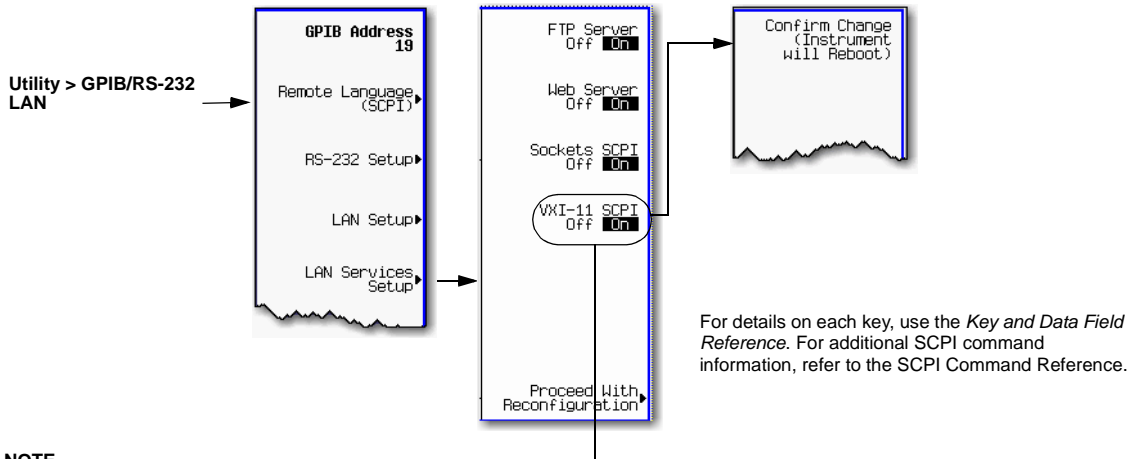 Utility > GPIB/RS-232
LAN
GPIB Address
19
Remote Language
(SCPI)
RS-232 Setup
LAN Setup
LAN Services
Setup
FTP Server
Off On
Web Server
Off On
Sockets SCPI
Off On
VXI-11 SCPI
Off On
Proceed With
Reconfiguration
Confirm Change
(Instrument
will Reboot)
For details on each key, use the Key and Data Field
Reference. For additional SCPI command
information, refer to the SCPI Command Reference.
NOTE